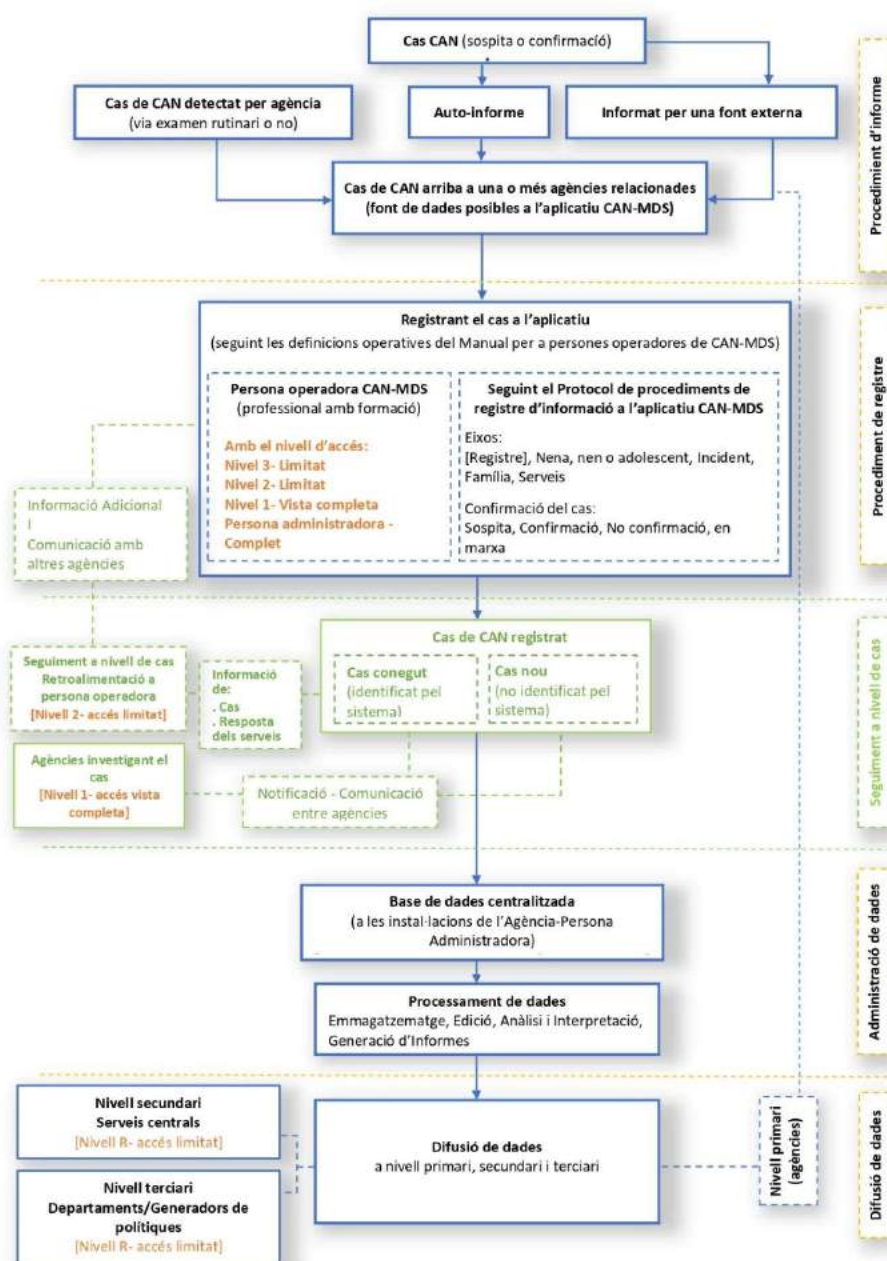 Cas CAN (sospita o confirmació)
Cas de CAN detectat per agència
(via examen rutinari o no)
Auto-informe
Informat per una font externa
Cas de CAN arriba a una o més agències relacionades
(font de dades posibles a l'aplicatiu CAN-MDS)
Procedimient d'informe
Registrant el cas a l'aplicatiu
(seguint les definicions operatives del Manual per a persones operadores de CAN-MDS)
Persona operadora CAN-MDS
(professional amb formació)
Amb el nivell d'accés:
Nivel 3- Limitat
Nivel 2- Limitat
Nivel 1- Vista completa
Persona administradora -
Complet
Seguint el Protocol de procediments de
registre d'informació a l'aplicatiu CAN-MDS
Eixos:
[Registre], Nena, nen o adolescent, Incident,
Família, Serveis
Confirmació del cas:
Sospita, Confirmació, No confirmació, en
marxa
Procediment de registre
Informació Adicional
I
Comunicació amb
altres agències
Cas de CAN registrat
Cas conegut
(identificat pel
sistema)
Cas nou
(no identificat pel
sistema)
Seguiment a nivell de cas
Retroalimentació a
persona operadora
[Nivell 2- accés limitat]
Informació
de:
. Cas
. Resposta
dels serveis
Agències investigant el
cas
[Nivell 1- accés vista
completa]
Notificació - Comunicació
entre agències
Seguiment a nivell de cas
Base de dades centralitzada
(a les instal·lacions de l'Agència-Persona
Administradora)
Processament de dades
Emmagatzematge, Edició, Anàlisi i Interpretació,
Generació d'Informes
Administració de dades
Nivell secundari
Serveis centrals
[Nivell R- accés limitat]
Nivell terciari
Departaments/Generadors de
polítiques
[Nivell R- accés limitat]
Difusió de dades
a nivell primari, secundari i terciari
Nivell primari
(agències)
Difusió de dades